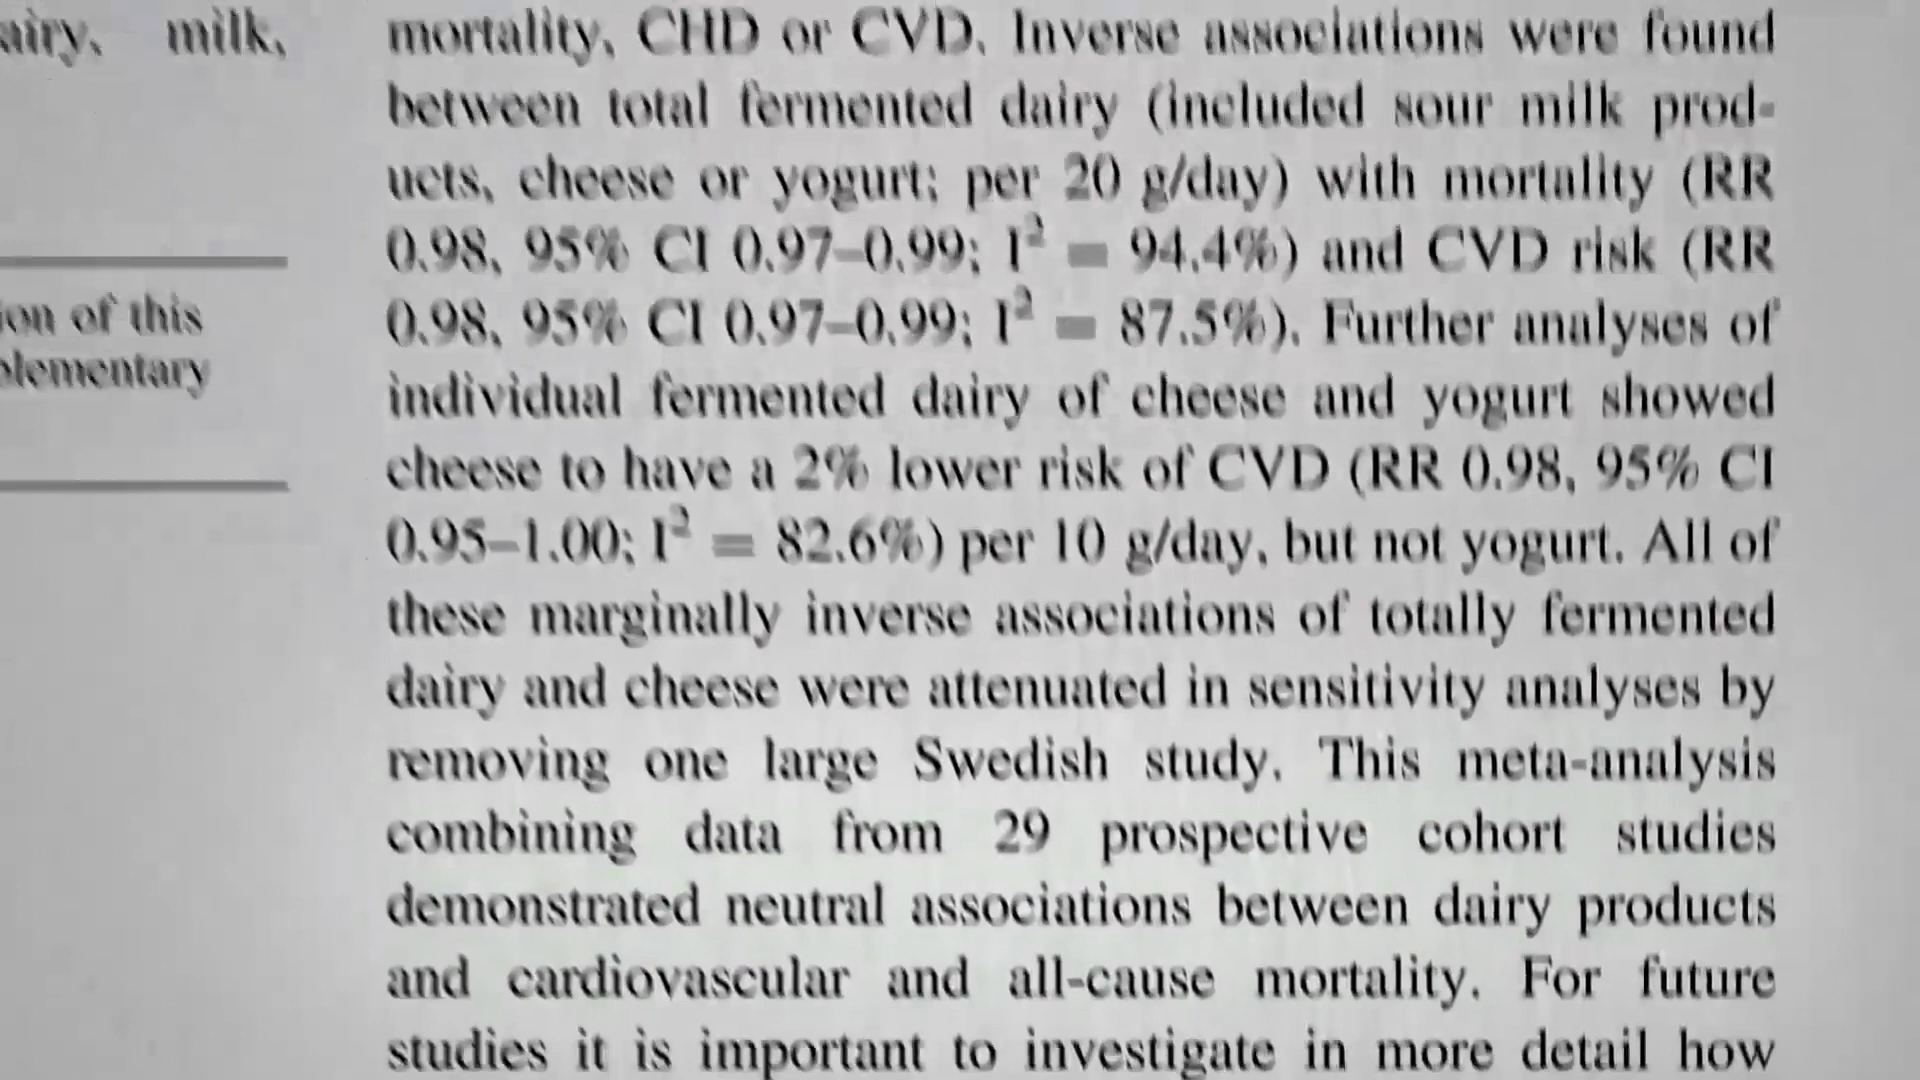 airy, milk,
ion of this
plementary
mortality, CHD or CVD. Inverse associations were found
between total fermented dairy (included sour milk prod-
ucts, cheese or yogurt; per 20 g/day) with mortality (RR
0.98, 95% CI 0.97–0.99; I² = 94.4%) and CVD risk (RR
0.98, 95% CI 0.97–0.99; I² = 87.5%). Further analyses of
individual fermented dairy of cheese and yogurt showed
cheese to have a 2% lower risk of CVD (RR 0.98, 95% CI
0.95–1.00; I² = 82.6%) per 10 g/day, but not yogurt. All of
these marginally inverse associations of totally fermented
dairy and cheese were attenuated in sensitivity analyses by
removing one large Swedish study. This meta-analysis
combining data from 29 prospective cohort studies
demonstrated neutral associations between dairy products
and cardiovascular and all-cause mortality. For future
studies it is important to investigate in more detail how